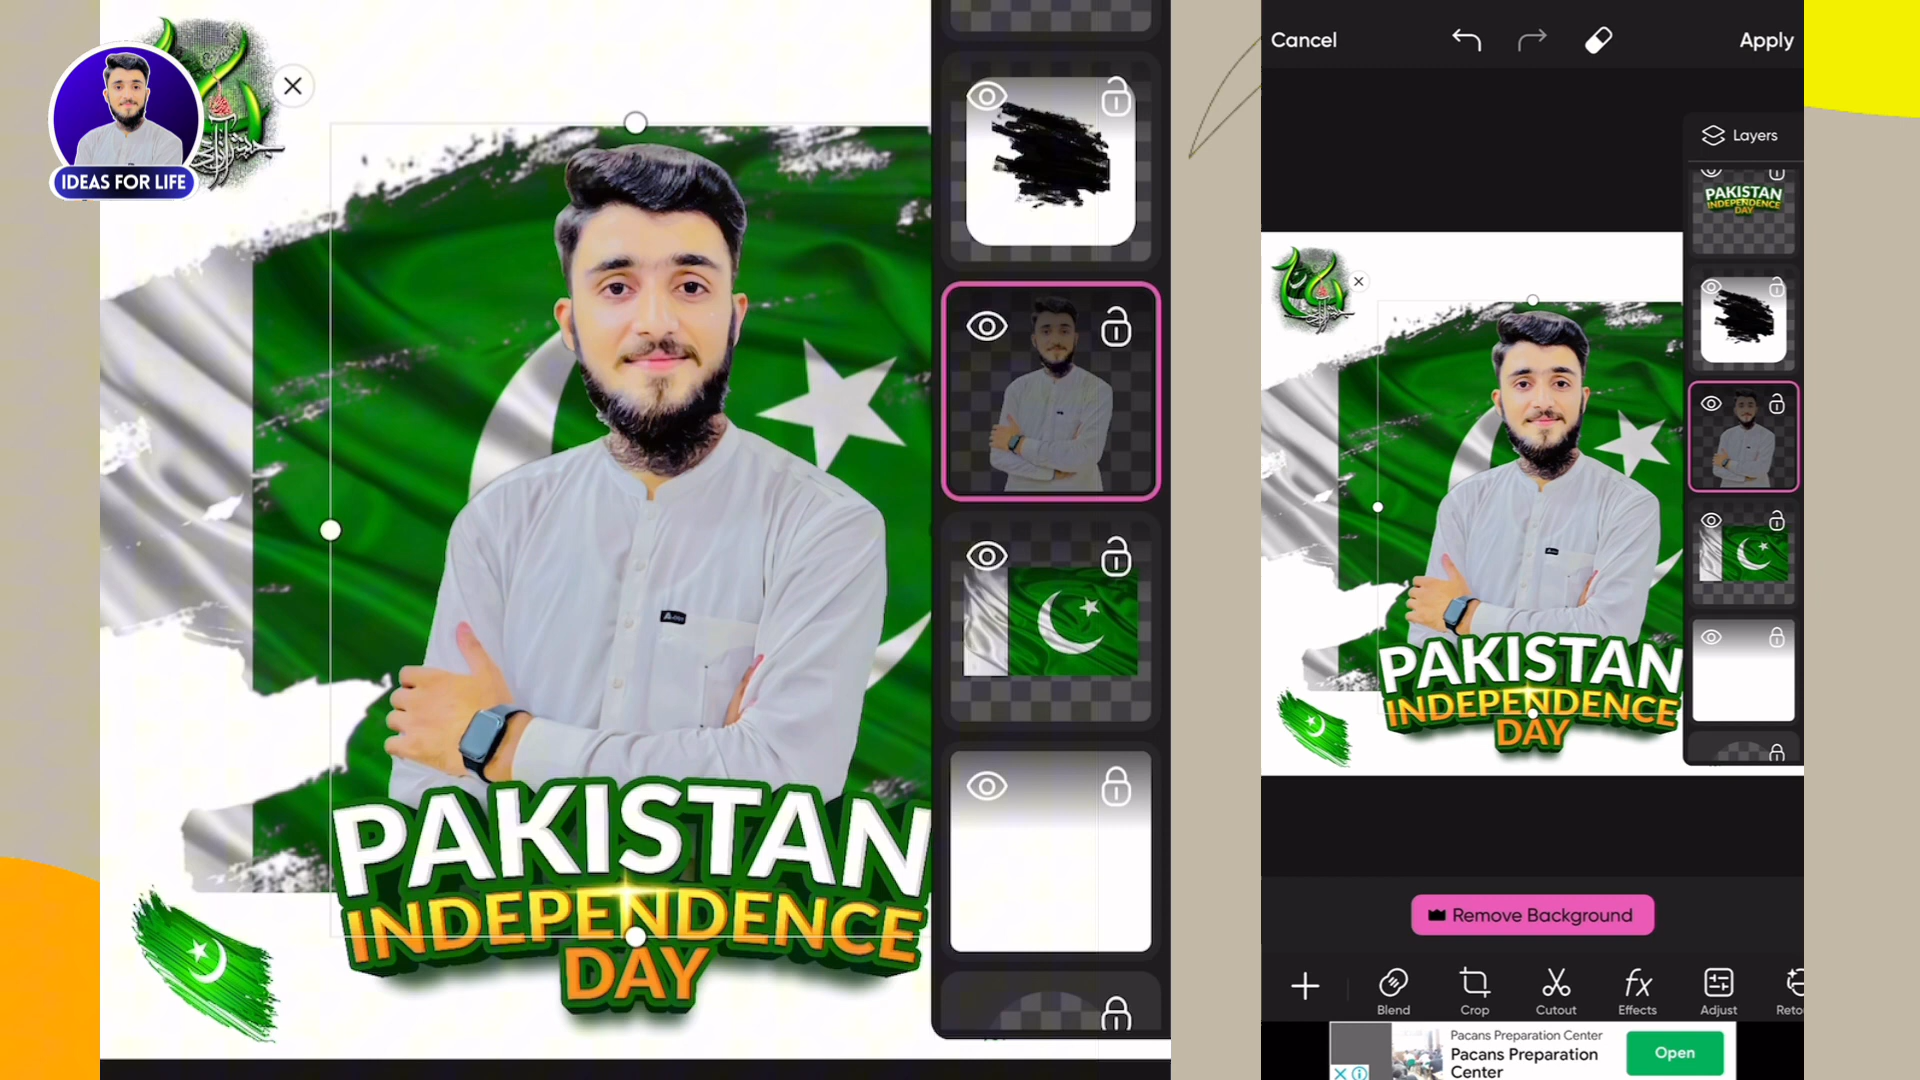 IDEAS FOR LIFE
PAKISTAN
INDEPENDENCE
DAY
Cancel
Apply
Layers
PAKISTAN
INDEPENDENCE
DAY
PAKISTAN
INDEPENDENCE
DAY
Remove Background
Blend
Crop
Cutout
Effects
Adjust
Reto
Pacans Preparation Center
Pacans Preparation
Center
Open